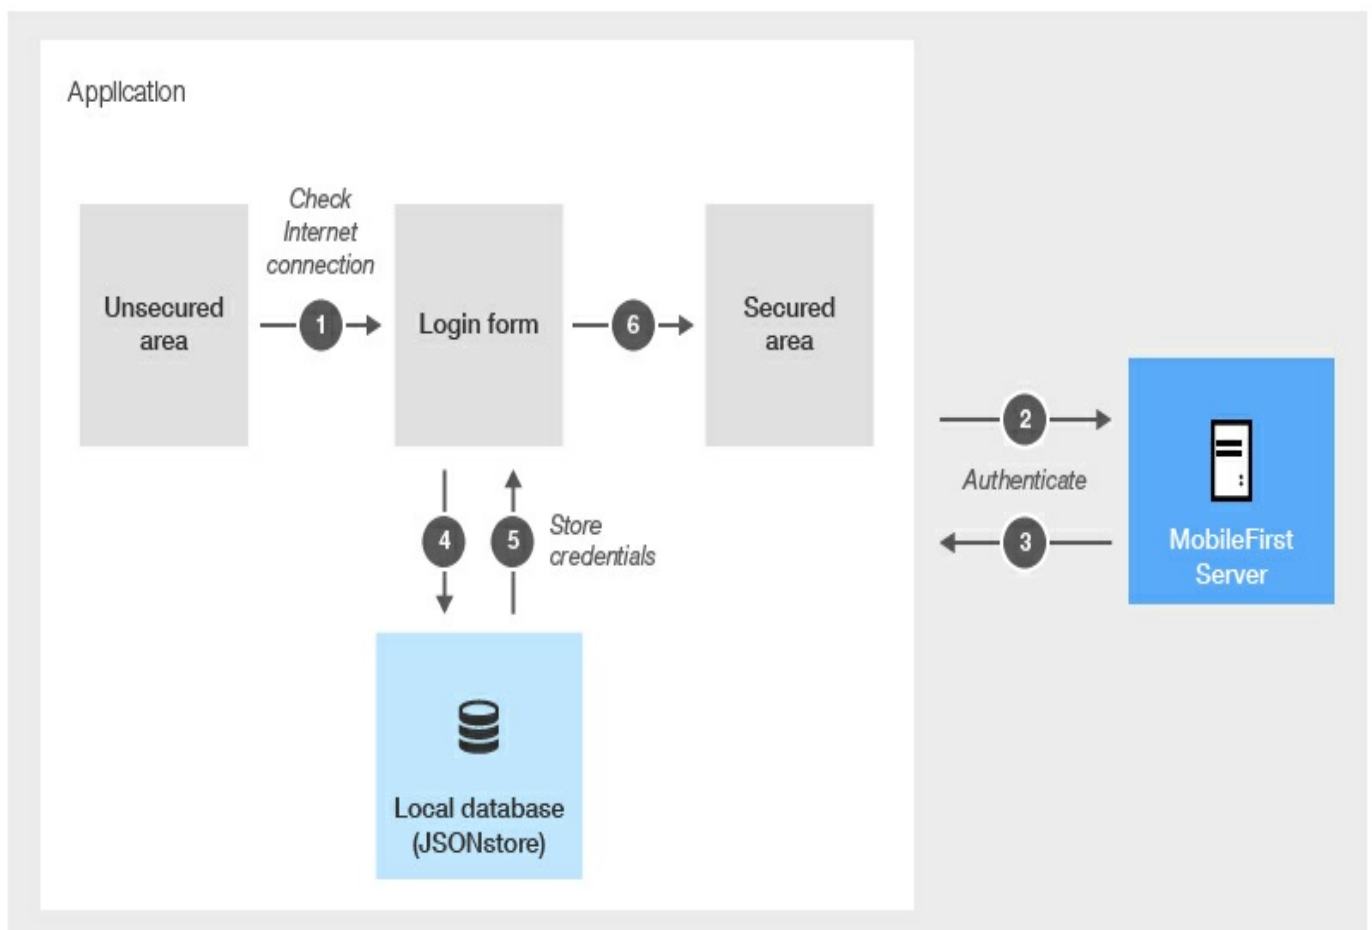 Application
Check
Internet
connection
Unsecured
area
1
Login form
6
Secured
area
2
Authenticate
3
MobileFirst
Server
4
5
Store
credentials
Local database
(JSONstore)